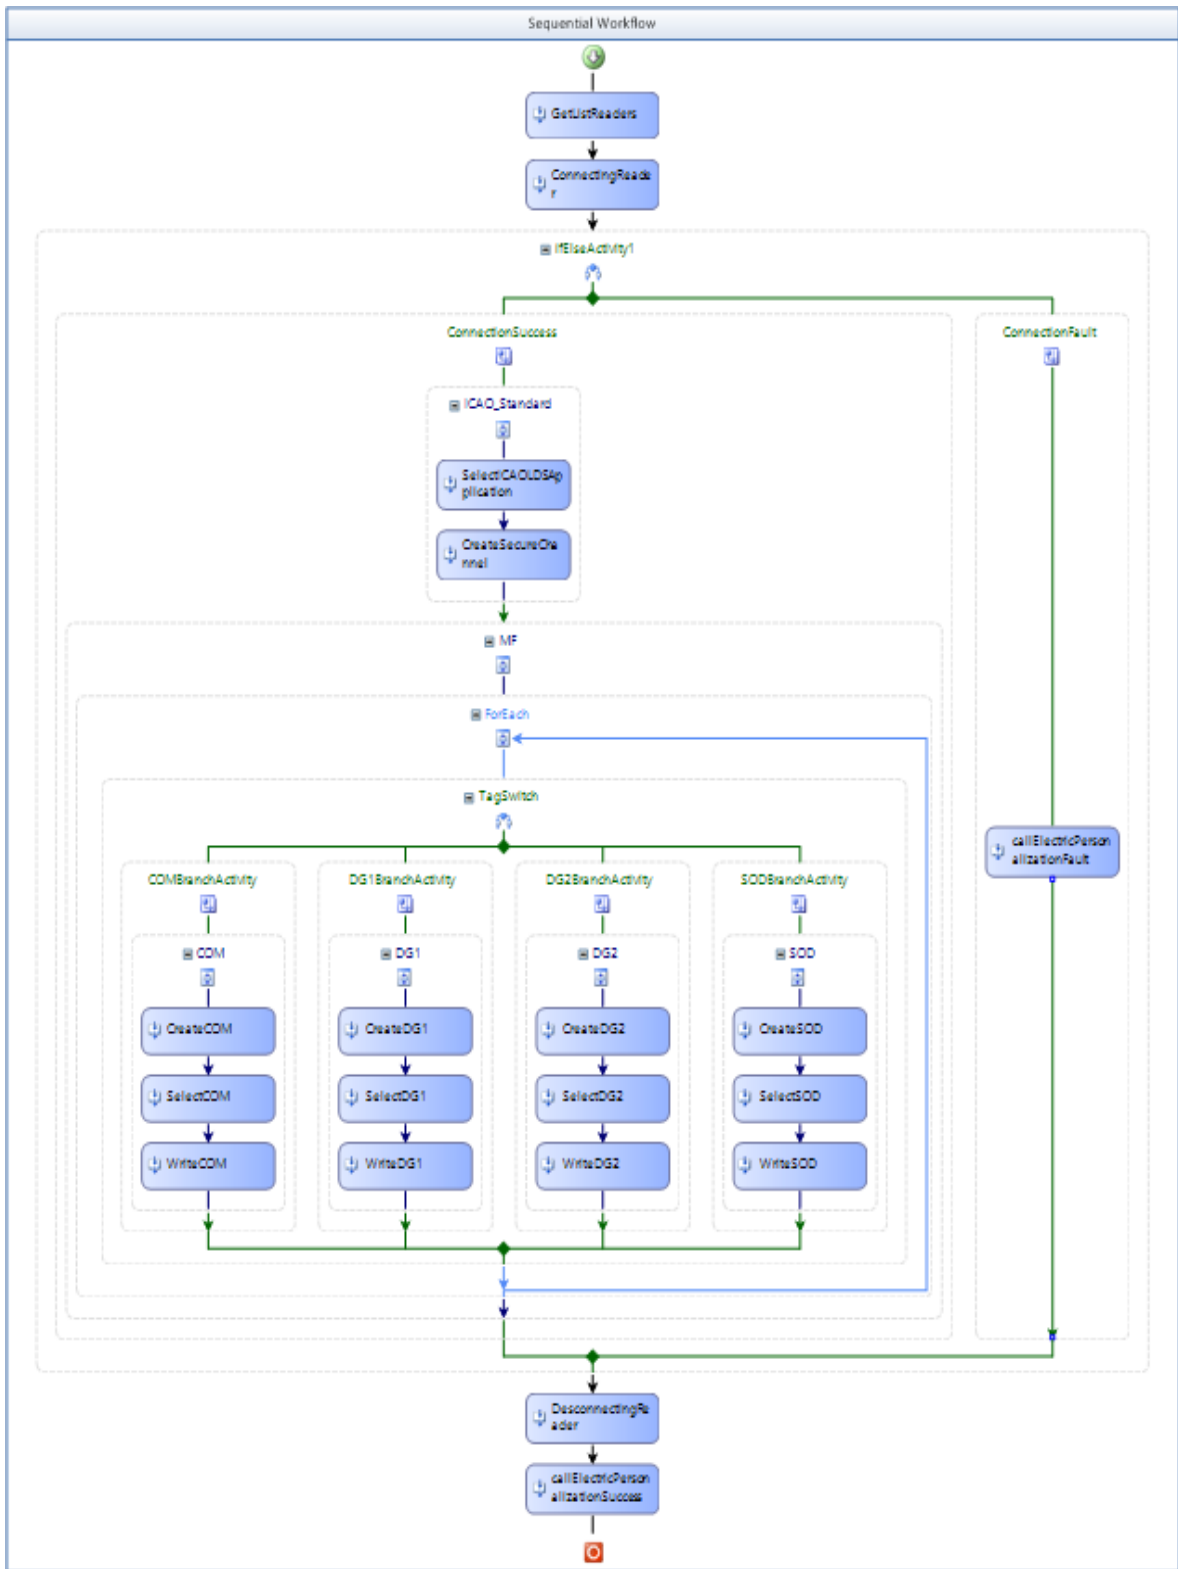 Sequential Workflow
GetListReaders
ConnectingReade
r
IfElseActivity1
ConnectionSuccess
ConnectionFault
ICAO_Standard
SelectICAOLDSAp
plication
CreateSecureCha
nnel
MF
ForEach
TagSwitch
callElectricPerson
alizationFault
COMBranchActivity
DG1BranchActivity
DG2BranchActivity
SODBranchActivity
COM
DG1
DG2
SOD
CreateCOM
CreateDG1
CreateDG2
CreateSOD
SelectCOM
SelectDG1
SelectDG2
SelectSOD
WriteCOM
WriteDG1
WriteDG2
WriteSOD
DesconnectingRe
ader
callElectricPerson
alizationSuccess